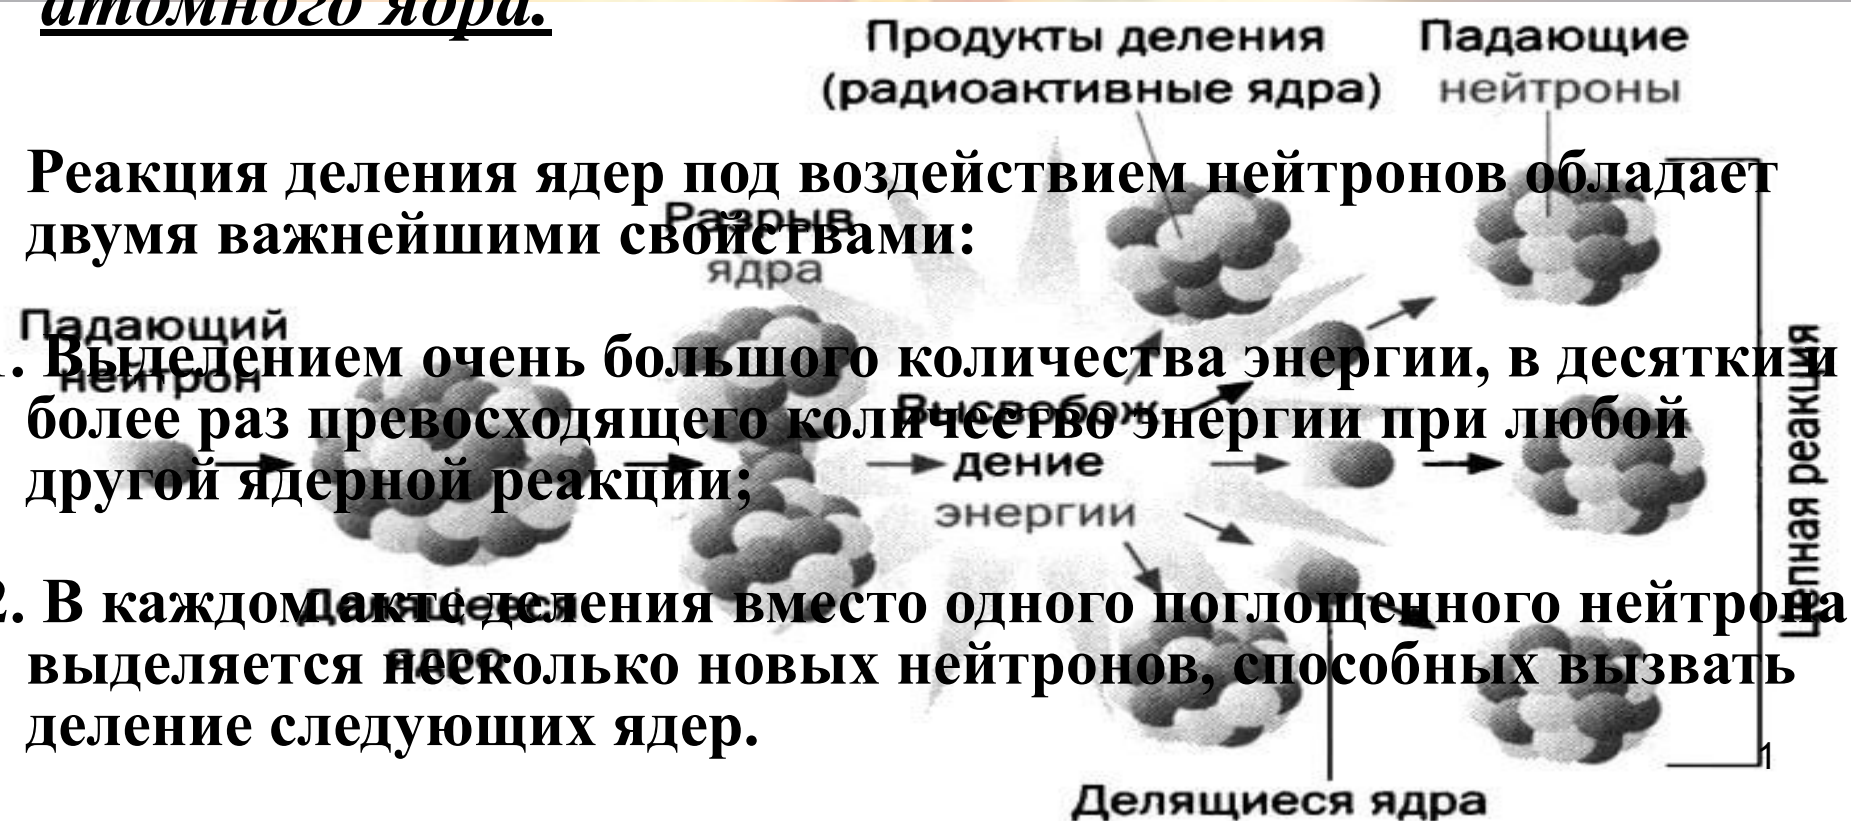 атомного ядра.
Продукты деления
(радиоактивные ядра)
Падающие
нейтроны
Реакция деления ядер под воздействием нейтронов обладает
двумя важнейшими свойствами:
Разрыв
ядра
Падающий
нейтрон
1. Выделением очень большого количества энергии, в десятки и
более раз превосходящего количество энергии при любой
другой ядерной реакции;
Высвобож-
дение
энергии
Цепная реакция
Делящееся
ядро
2. В каждом акте деления вместо одного поглощенного нейтрона
выделяется несколько новых нейтронов, способных вызвать
деление следующих ядер.
1
Делящиеся ядра